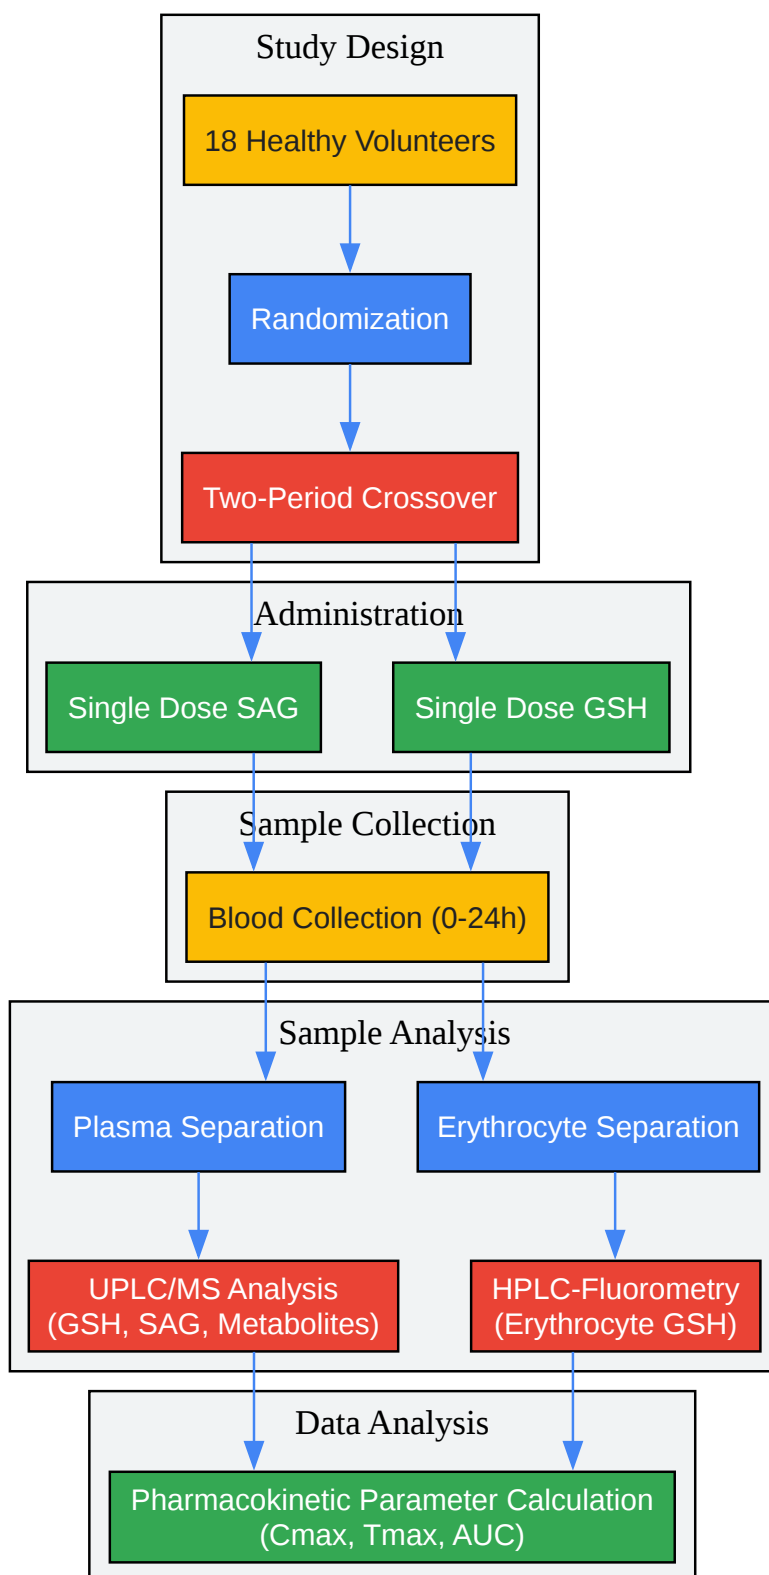 Study Design
18 Healthy Volunteers
Randomization
Two-Period Crossover
Administration
Single Dose SAG
Single Dose GSH
Sample Collection
Blood Collection (0-24h)
Sample Analysis
Plasma Separation
Erythrocyte Separation
UPLC/MS Analysis
(GSH, SAG, Metabolites)
HPLC-Fluorometry
(Erythrocyte GSH)
Data Analysis
Pharmacokinetic Parameter Calculation
(Cmax, Tmax, AUC)